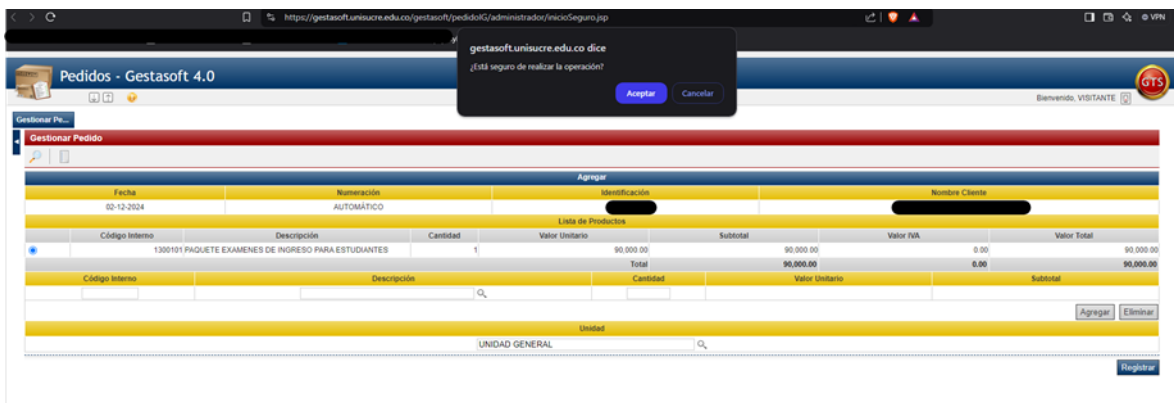 https://gestasoft.unisucre.edu.co/gestasoft/pedidoIG/administrador/inicioSeguro.jsp
VPN
gestasoft.unisucre.edu.co dice
¿Está seguro de realizar la operación?
Aceptar Cancelar
Pedidos - Gestasoft 4.0
GTS
Bienvenido, VISITANTE
Gestionar Pe...
Gestionar Pedido
Agregar
Fecha Numeración Identificación Nombre Cliente
02-12-2024 AUTOMÁTICO
Lista de Productos
Código Interno Descripción Cantidad Valor Unitario Subtotal Valor IVA Valor Total
1300101 PAQUETE EXAMENES DE INGRESO PARA ESTUDIANTES 1 90,000.00 90,000.00 0.00 90,000.00
Total 90,000.00 0.00 90,000.00
Código Interno Descripción Cantidad Valor Unitario Subtotal
Agregar Eliminar
Unidad
UNIDAD GENERAL
Registrar